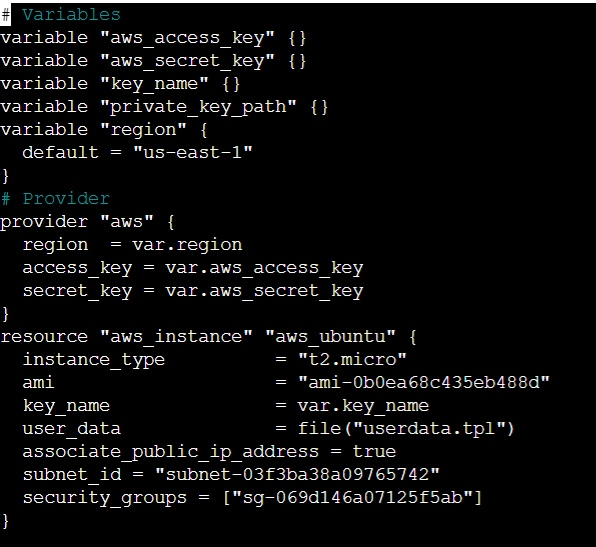 # Variables
variable "aws_access_key" {}
variable "aws_secret_key" {}
variable "key_name" {}
variable "private_key_path" {}
variable "region" {
  default = "us-east-1"
}
# Provider
provider "aws" {
  region  = var.region
  access_key = var.aws_access_key
  secret_key = var.aws_secret_key
}
resource "aws_instance" "aws_ubuntu" {
  instance_type          = "t2.micro"
  ami                    = "ami-0b0ea68c435eb488d"
  key_name               = var.key_name
  user_data              = file("userdata.tpl")
  associate_public_ip_address = true
  subnet_id = "subnet-03f3ba38a09765742"
  security_groups = ["sg-069d146a07125f5ab"]
}